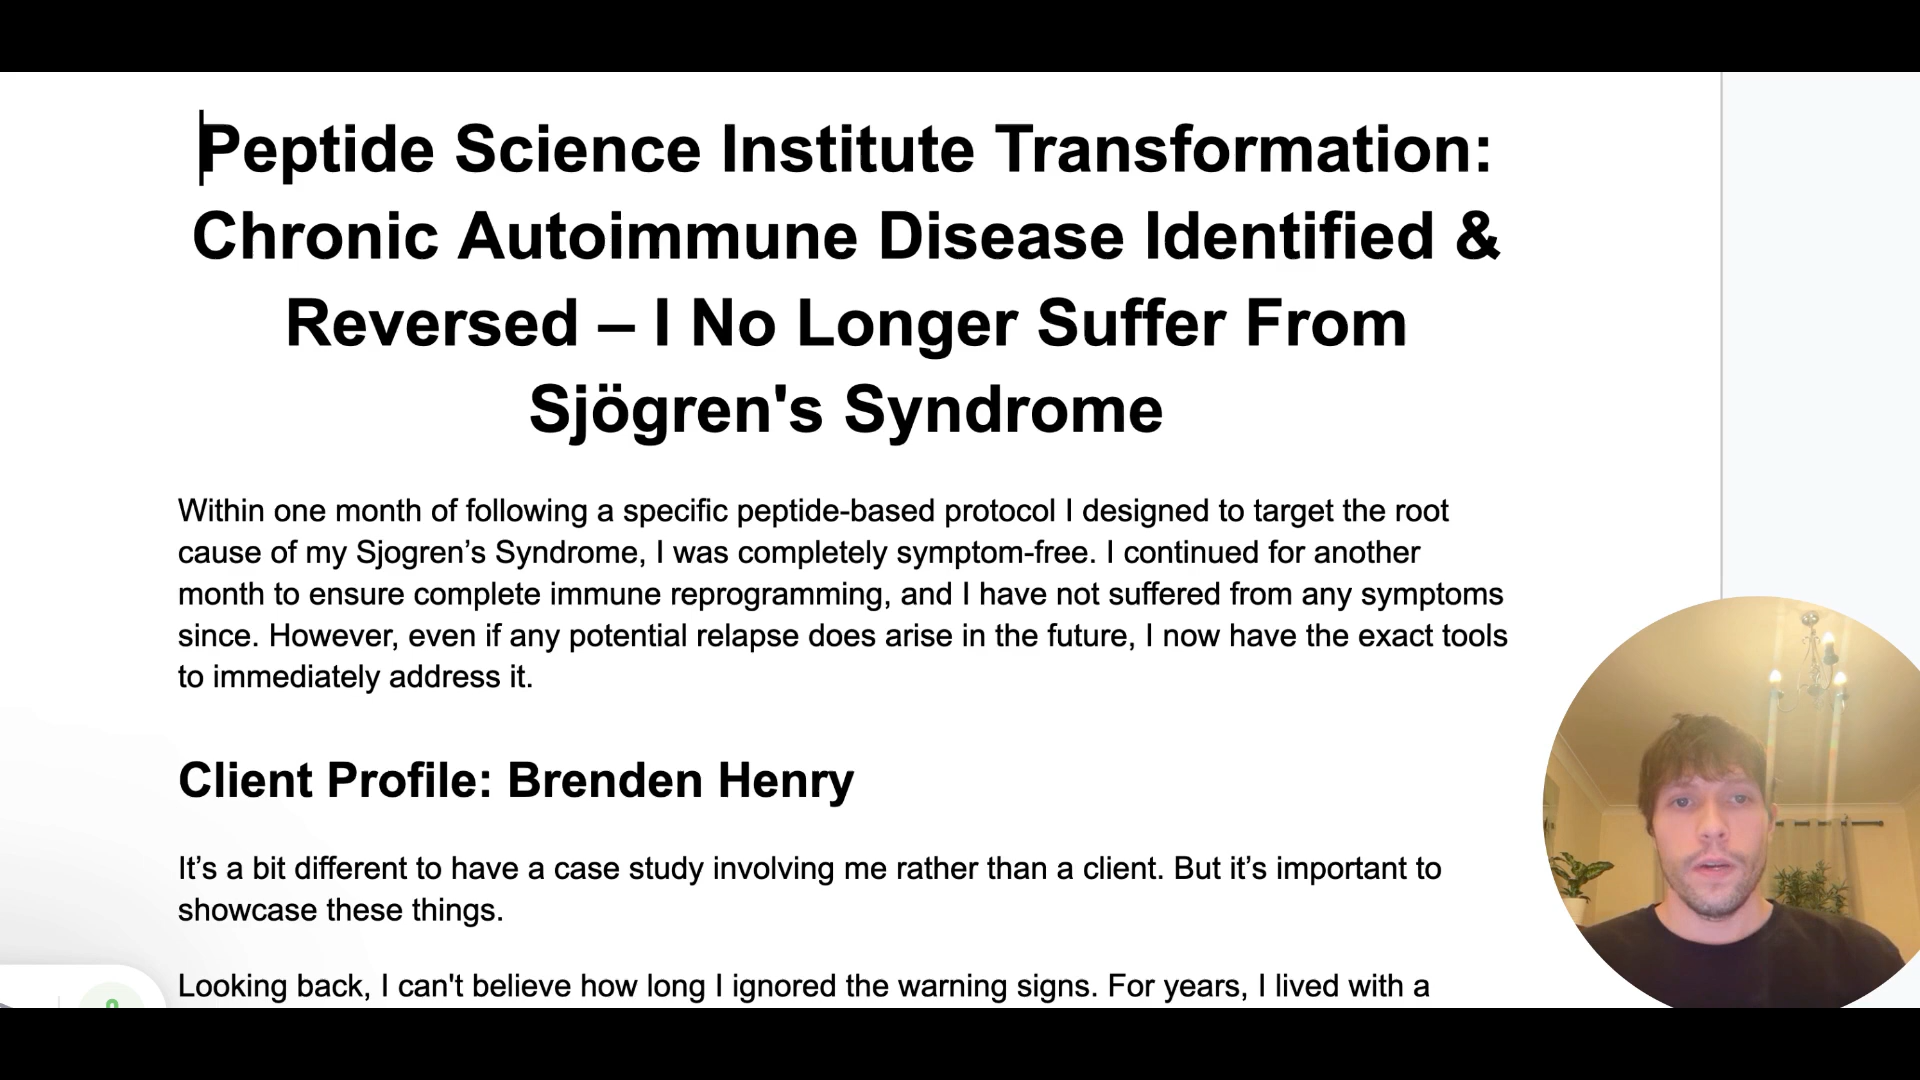 Peptide Science Institute Transformation:
Chronic Autoimmune Disease Identified &
Reversed – I No Longer Suffer From
Sjögren's Syndrome
Within one month of following a specific peptide-based protocol I designed to target the root
cause of my Sjogren’s Syndrome, I was completely symptom-free. I continued for another
month to ensure complete immune reprogramming, and I have not suffered from any symptoms
since. However, even if any potential relapse does arise in the future, I now have the exact tools
to immediately address it.
Client Profile: Brenden Henry
It’s a bit different to have a case study involving me rather than a client. But it’s important to
showcase these things.
Looking back, I can't believe how long I ignored the warning signs. For years, I lived with a